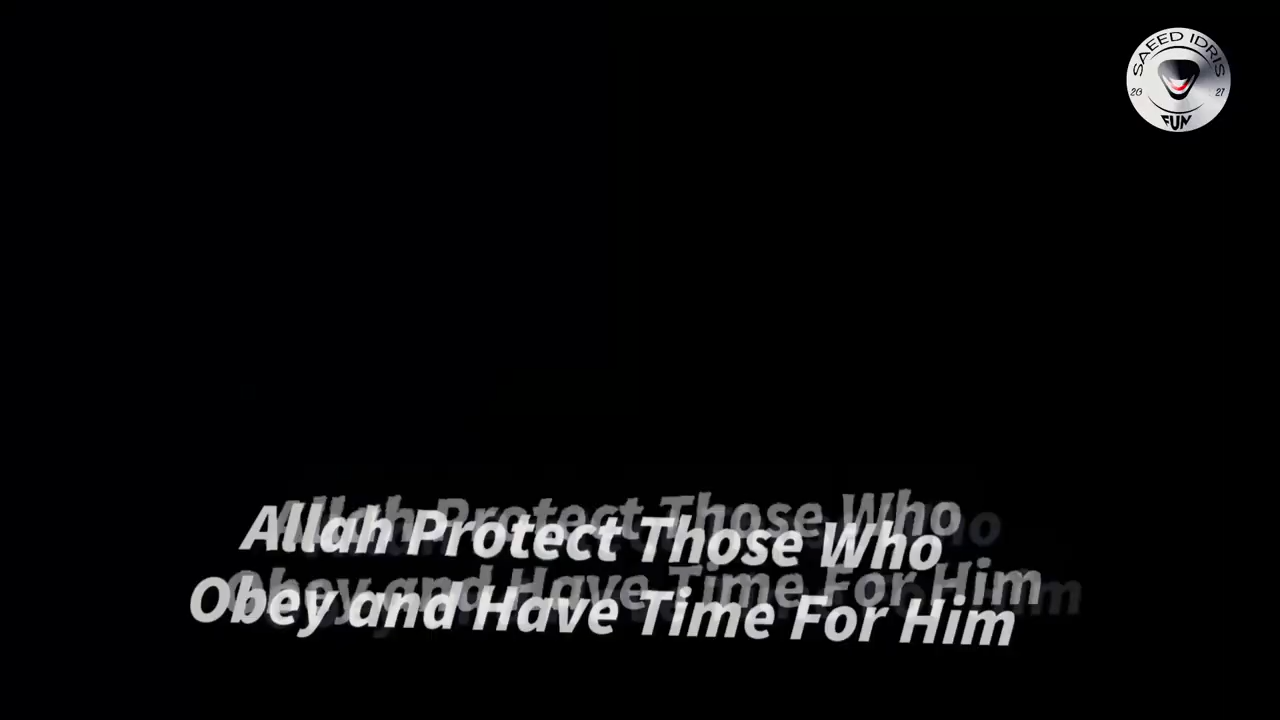 SAEED IDRIS
20 21
FUN
Allah Protect Those Who
Obey and Have Time For Him